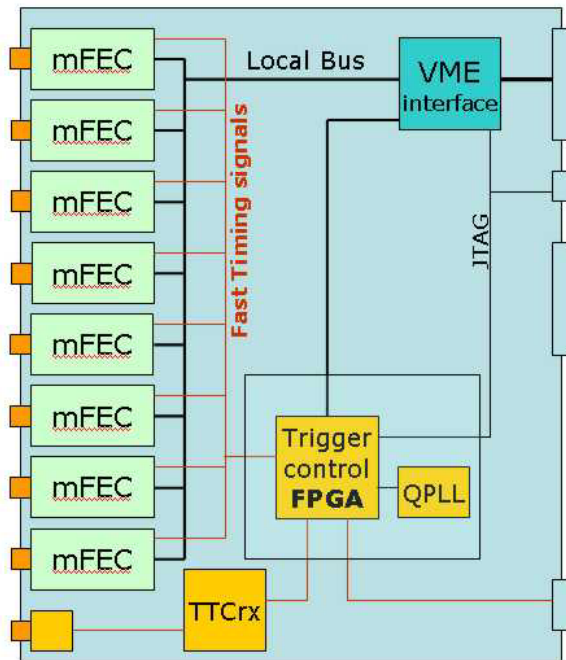 mFEC
mFEC
mFEC
mFEC
mFEC
mFEC
mFEC
mFEC
Local Bus
Fast Timing signals
VME
interface
JTAG
Trigger
control
FPGA
QPLL
TTCrx